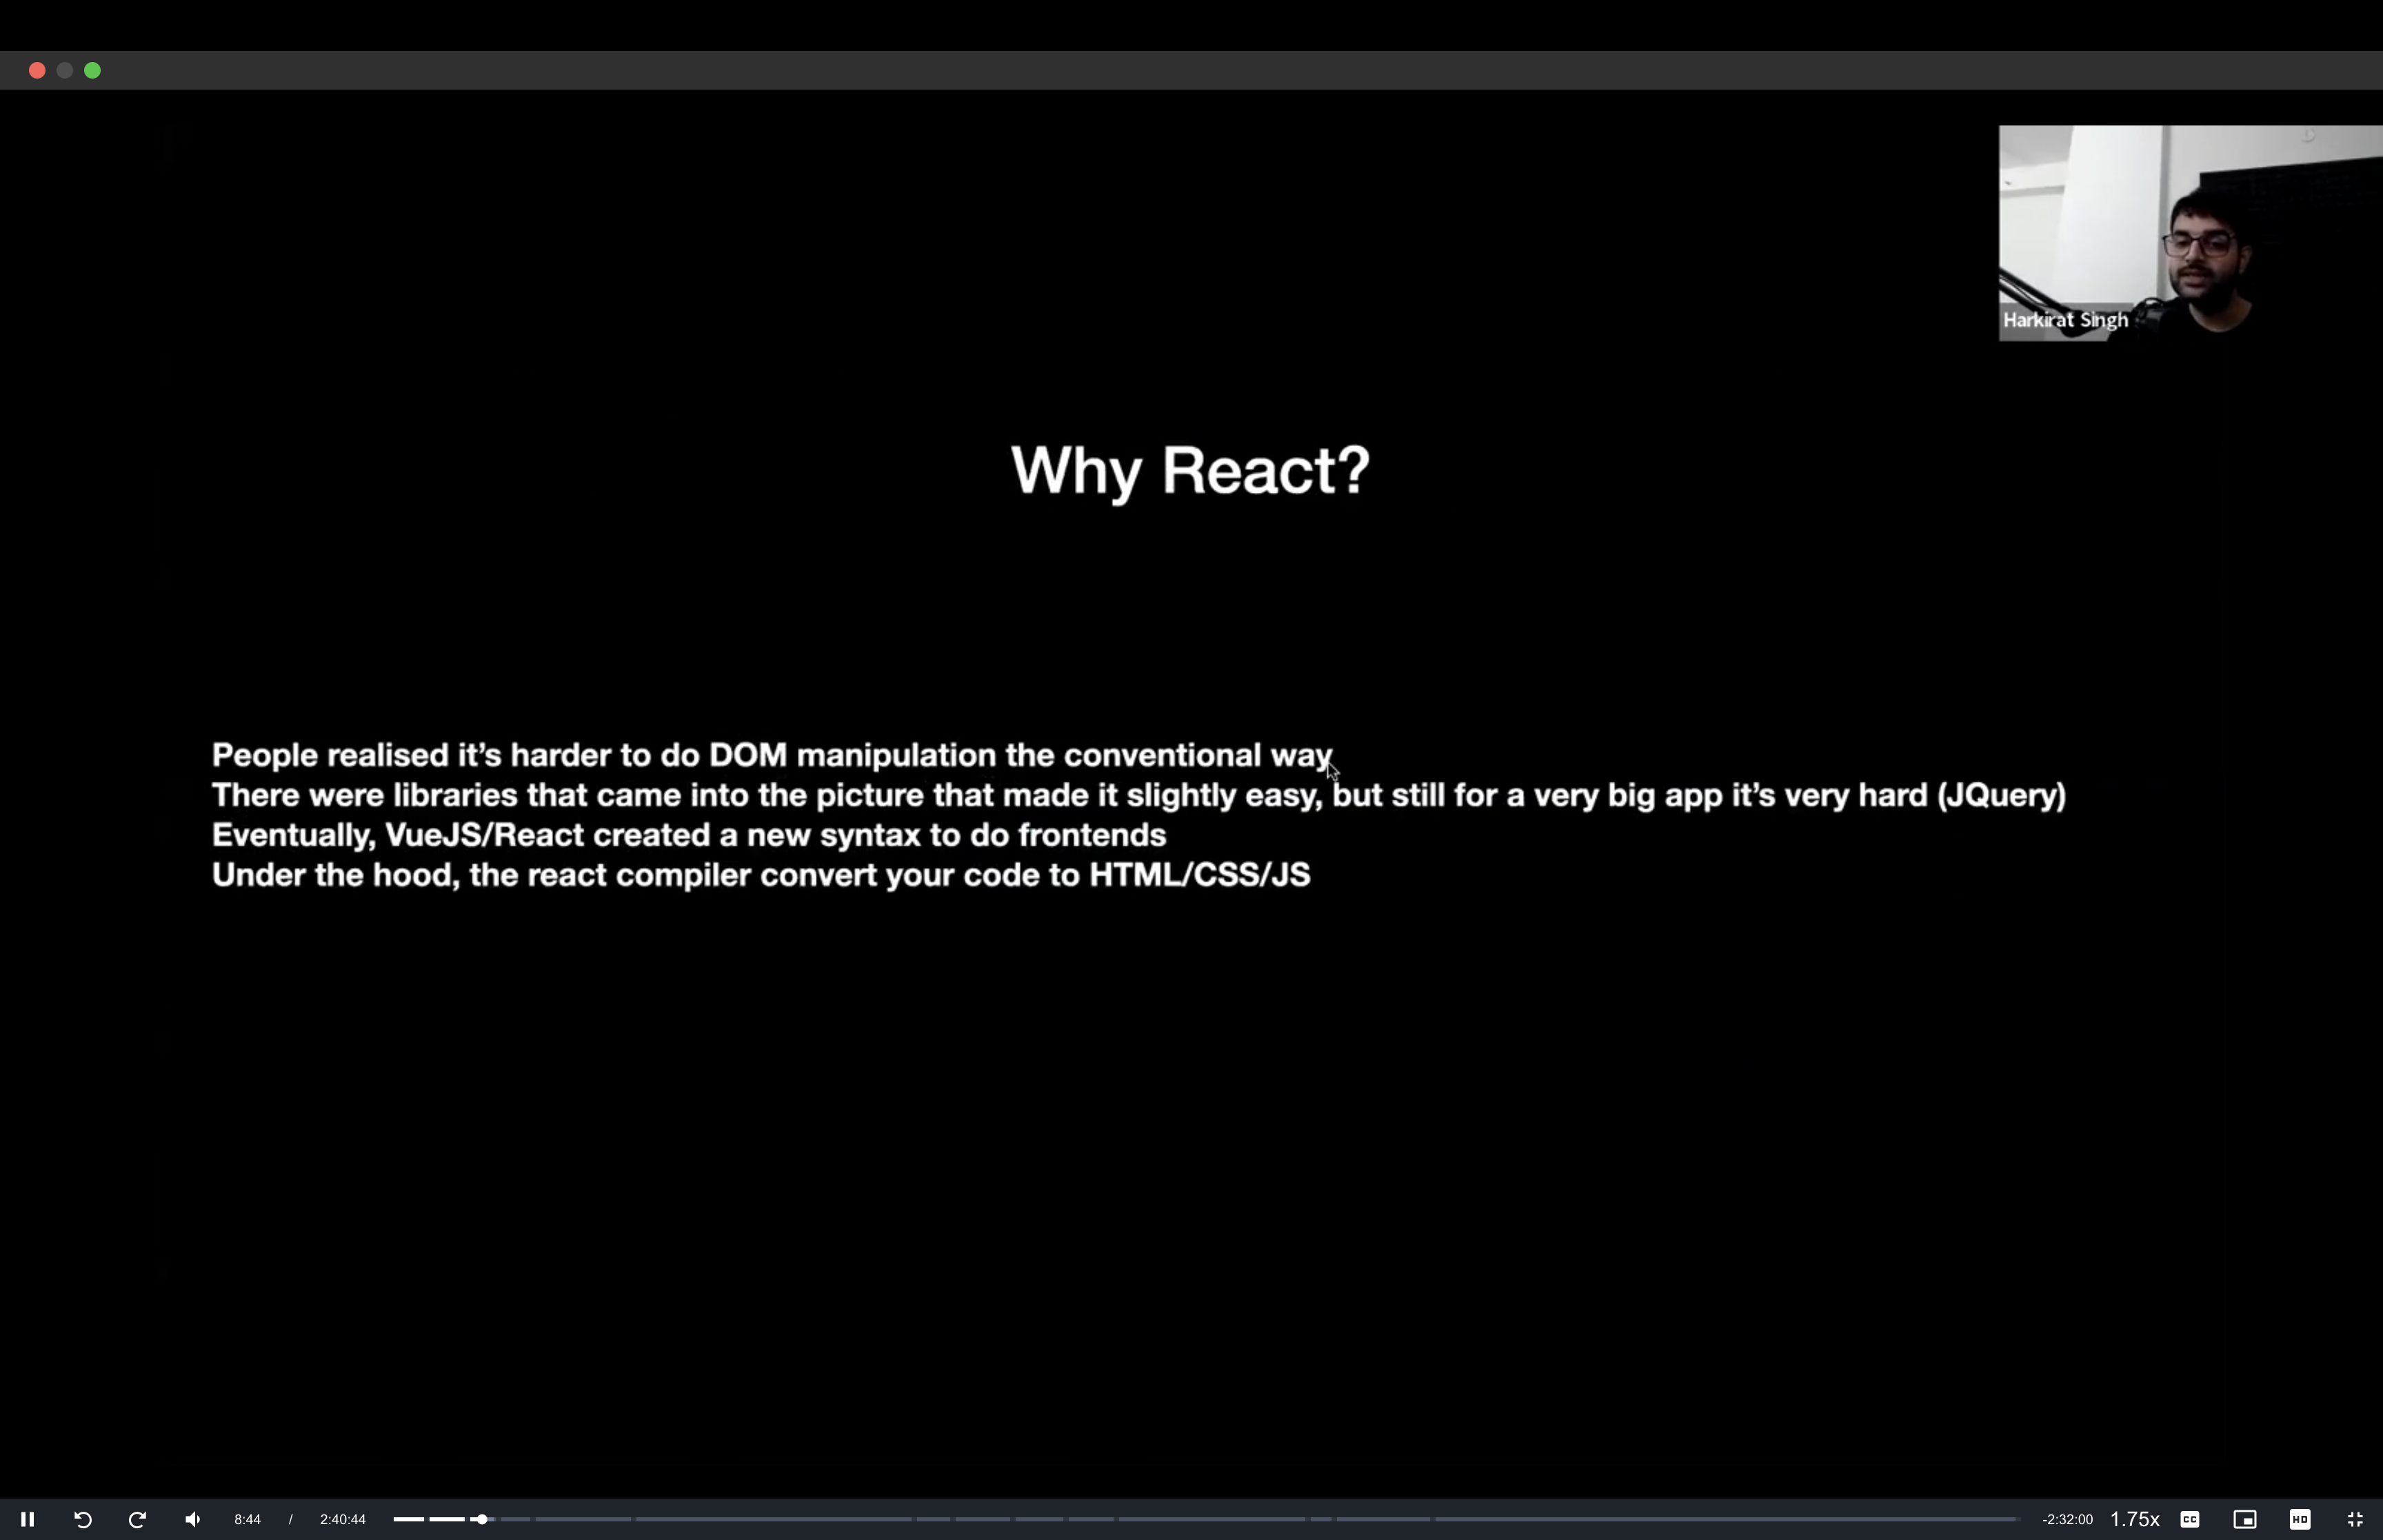 Harkirat Singh
Why React?
People realised it’s harder to do DOM manipulation the conventional way
There were libraries that came into the picture that made it slightly easy, but still for a very big app it’s very hard (JQuery)
Eventually, VueJS/React created a new syntax to do frontends
Under the hood, the react compiler convert your code to HTML/CSS/JS
8:44 / 2:40:44 -2:32:00 1.75x CC HD